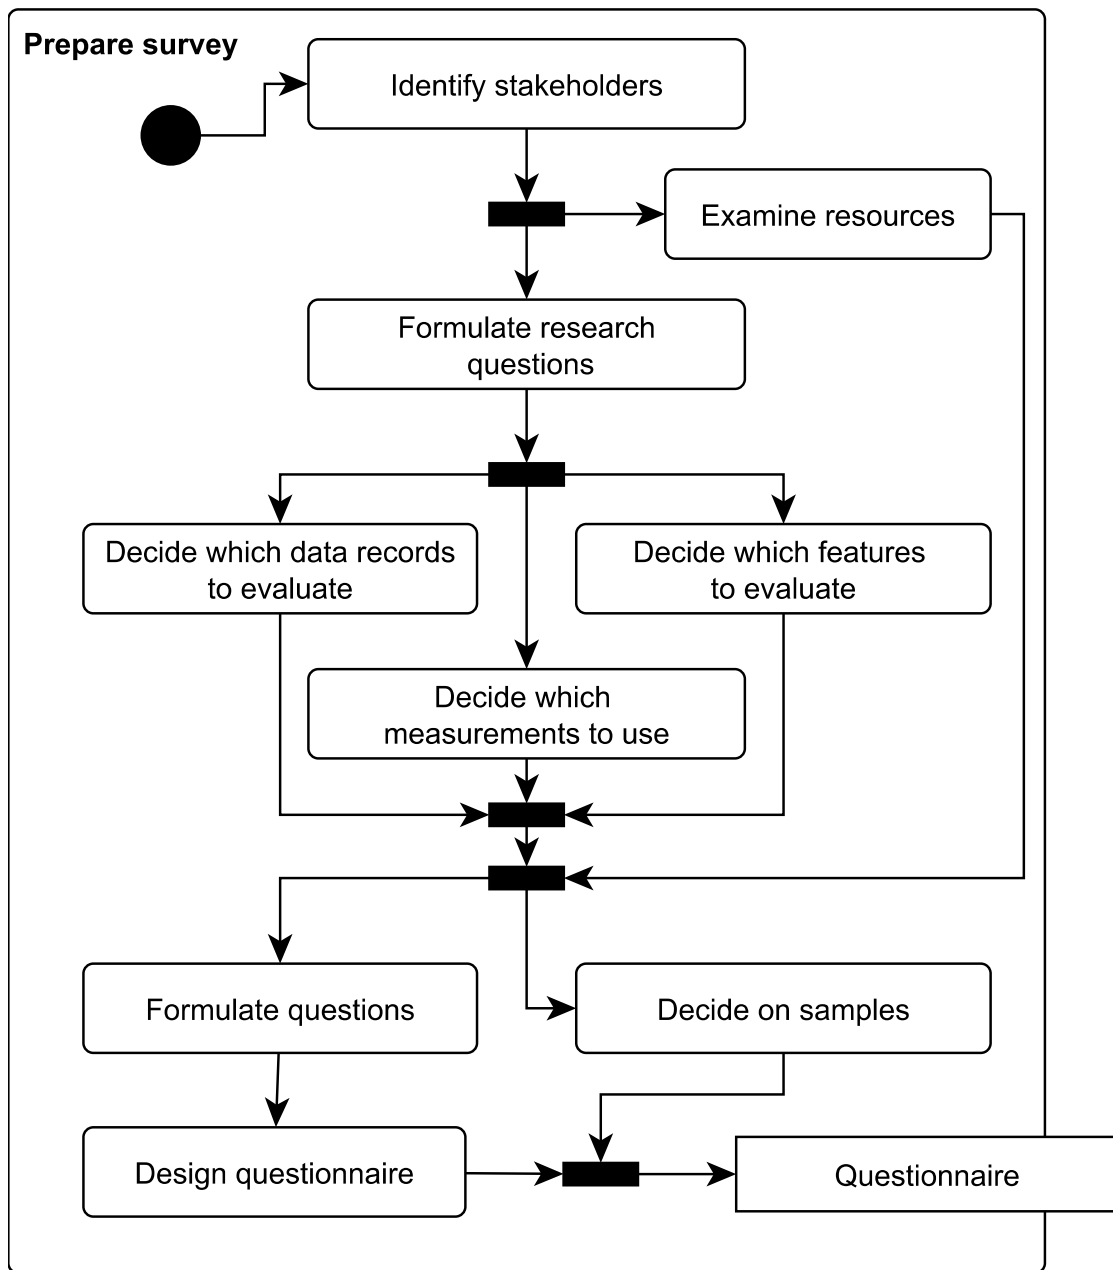 Prepare survey
Identify stakeholders
Examine resources
Formulate research
questions
Decide which data records
to evaluate
Decide which features
to evaluate
Decide which
measurements to use
Formulate questions
Decide on samples
Design questionnaire
Questionnaire